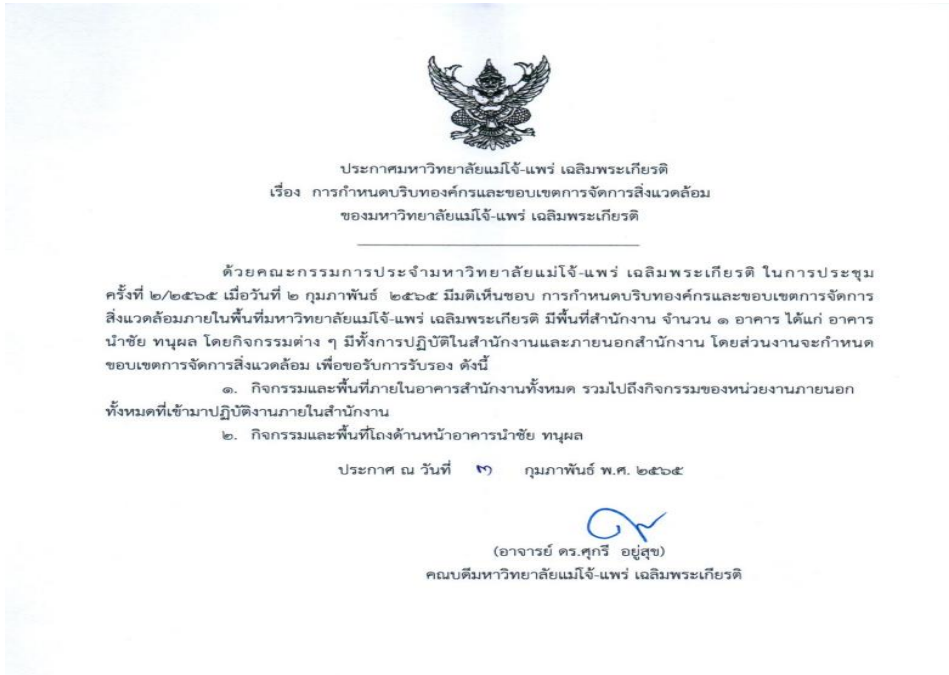 ประกาศมหาวิทยาลัยแม่โจ้-แพร่ เฉลิมพระเกียรติ
เรื่อง การกำหนดบริบทองค์กรและขอบเขตการจัดการสิ่งแวดล้อม
ของมหาวิทยาลัยแม่โจ้-แพร่ เฉลิมพระเกียรติ
ด้วยคณะกรรมการประจำมหาวิทยาลัยแม่โจ้-แพร่ เฉลิมพระเกียรติ ในการประชุม
ครั้งที่ ๒/๒๕๖๕ เมื่อวันที่ ๒ กุมภาพันธ์ ๒๕๖๕ มีมติเห็นชอบ การกำหนดบริบทองค์กรและขอบเขตการจัดการ
สิ่งแวดล้อมภายในพื้นที่มหาวิทยาลัยแม่โจ้-แพร่ เฉลิมพระเกียรติ มีพื้นที่สำนักงาน จำนวน ๑ อาคาร ได้แก่ อาคาร
นำชัย ทนุผล โดยกิจกรรมต่าง ๆ มีทั้งการปฏิบัติในสำนักงานและภายนอกสำนักงาน โดยส่วนงานจะกำหนด
ขอบเขตการจัดการสิ่งแวดล้อม เพื่อขอรับการรับรอง ดังนี้
๑. กิจกรรมและพื้นที่ภายในอาคารสำนักงานทั้งหมด รวมไปถึงกิจกรรมของหน่วยงานภายนอก
ทั้งหมดที่เข้ามาปฏิบัติงานภายในสำนักงาน
๒. กิจกรรมและพื้นที่โถงด้านหน้าอาคารนำชัย ทนุผล
ประกาศ ณ วันที่ ๓ กุมภาพันธ์ พ.ศ. ๒๕๖๕
(อาจารย์ ดร.ศุกรี อยู่สุข)
คณบดีมหาวิทยาลัยแม่โจ้-แพร่ เฉลิมพระเกียรติ